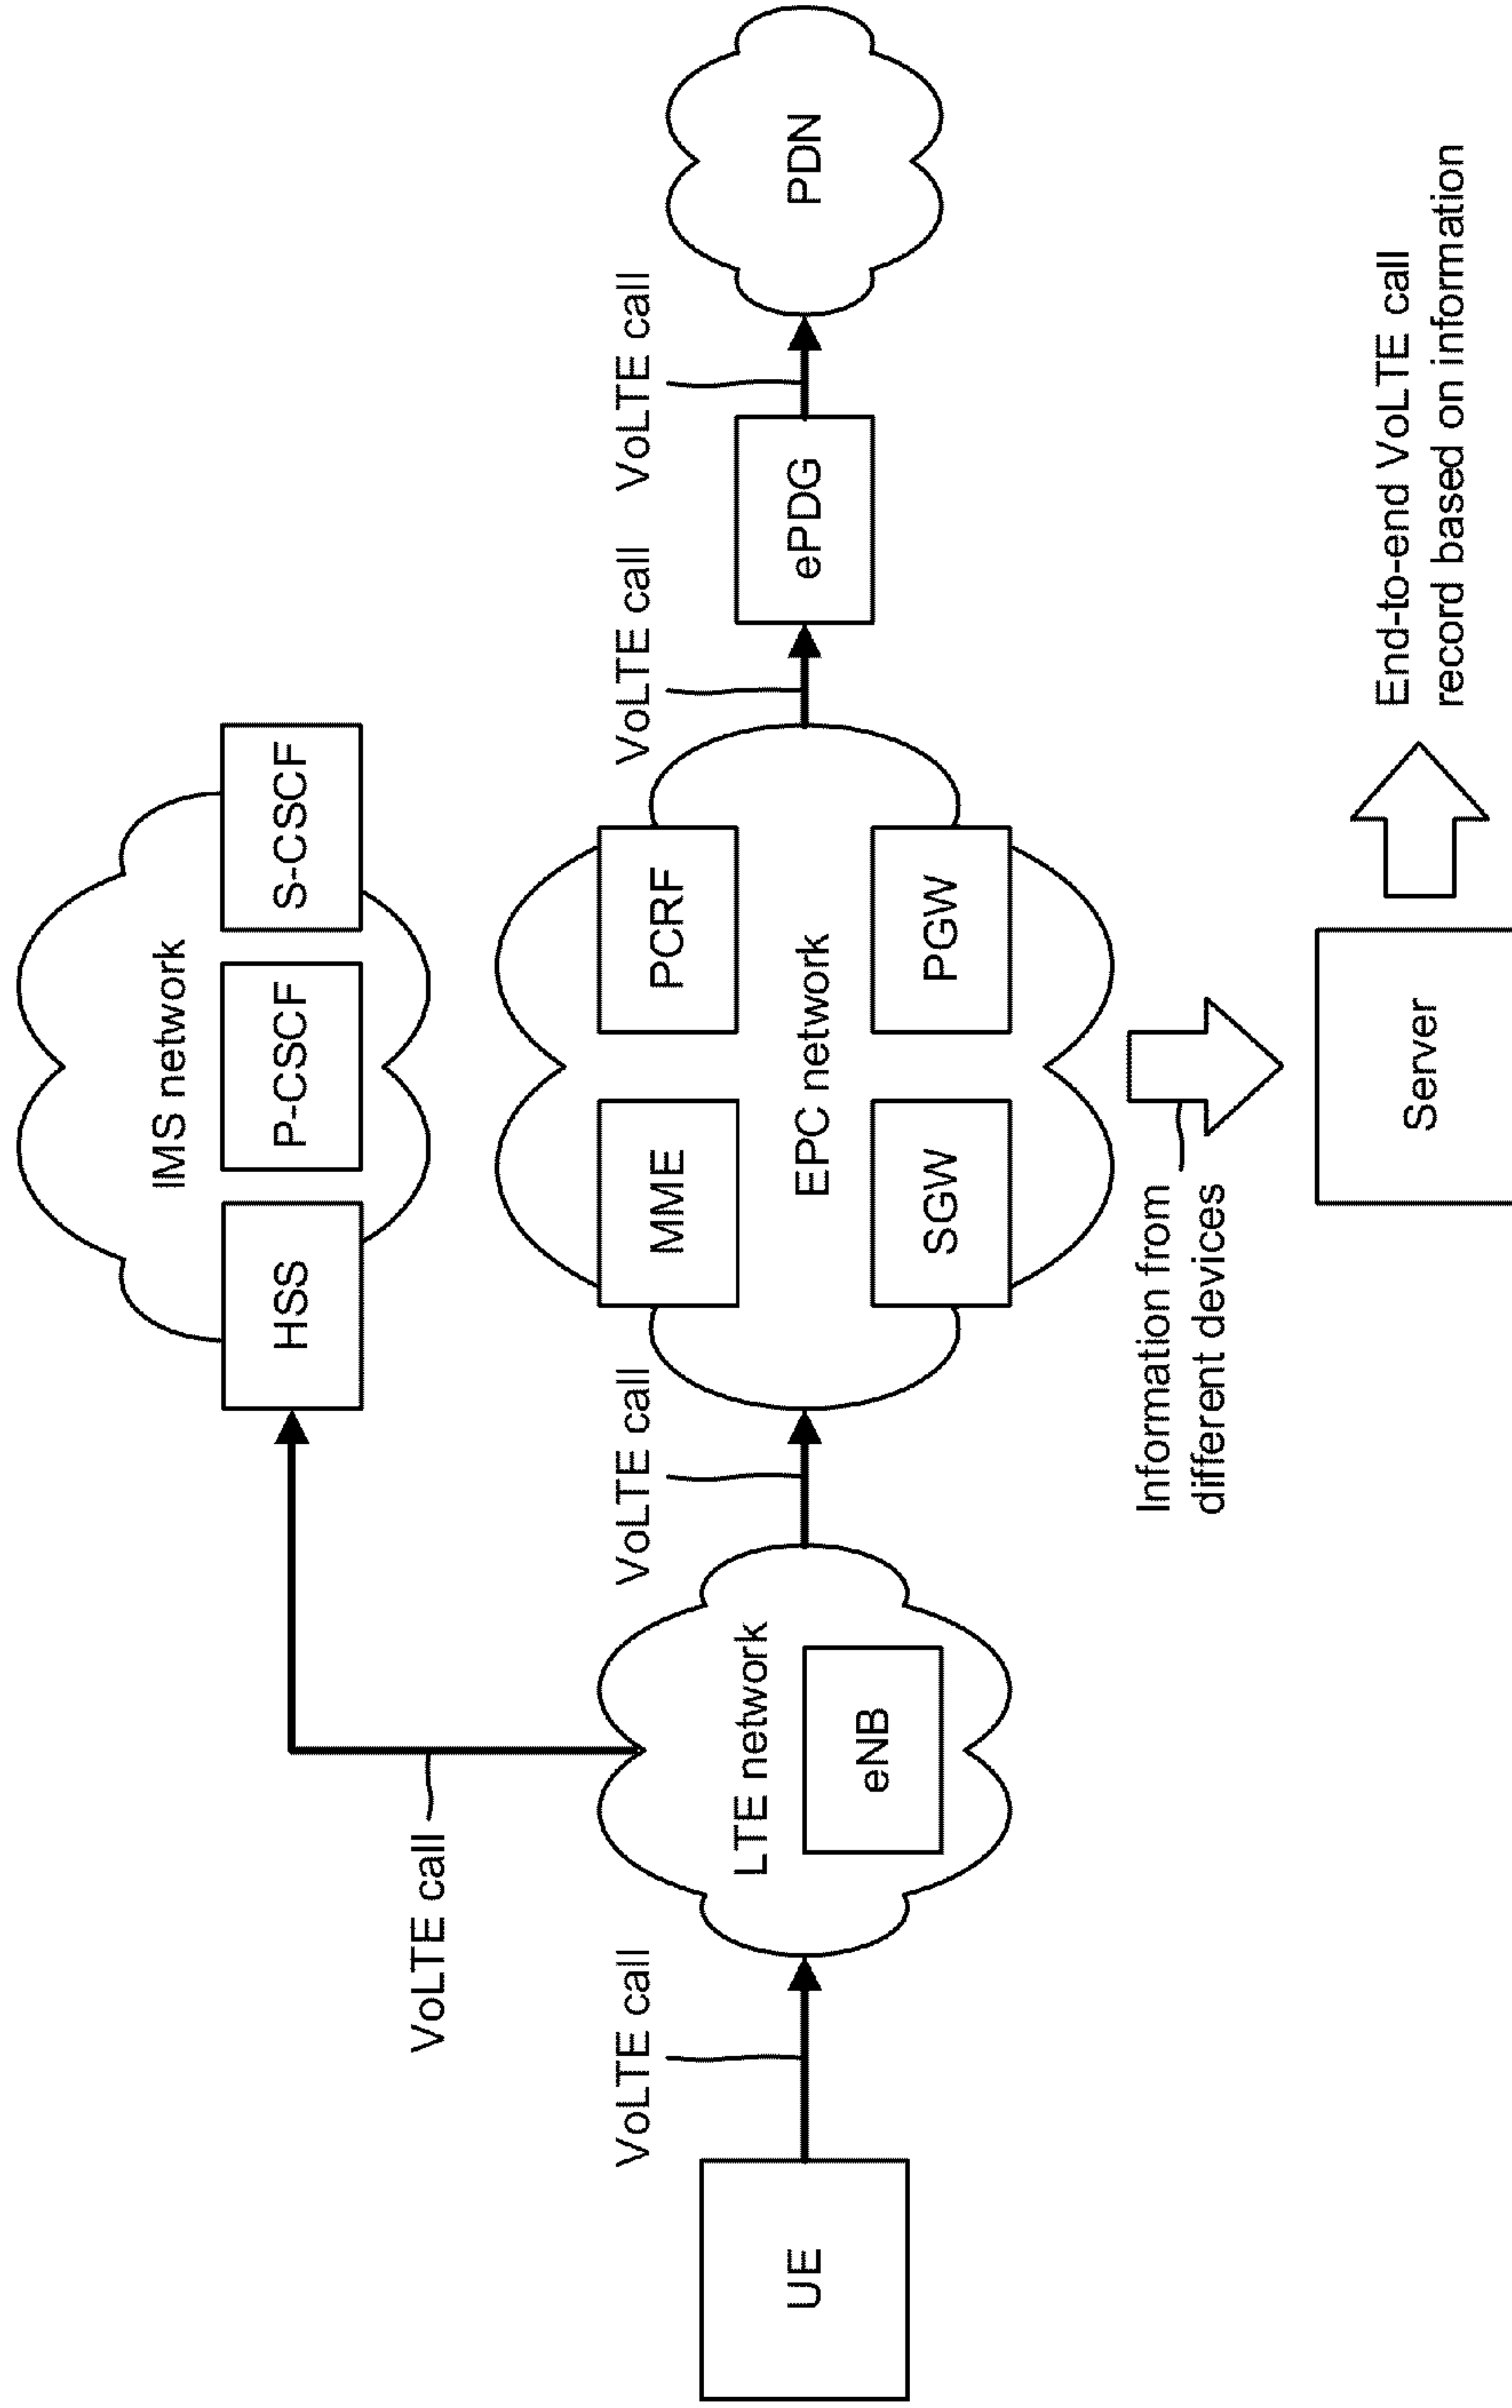 IMS network
HSS
P-CSCF
S-CSCF
VoLTE call
VoLTE call
VoLTE call
VoLTE call
VoLTE call
UE
LTE network
eNB
MME
PCRF
EPC network
SGW
PGW
ePDG
PDN
Information from
different devices
Server
End-to-end VoLTE call
record based on information